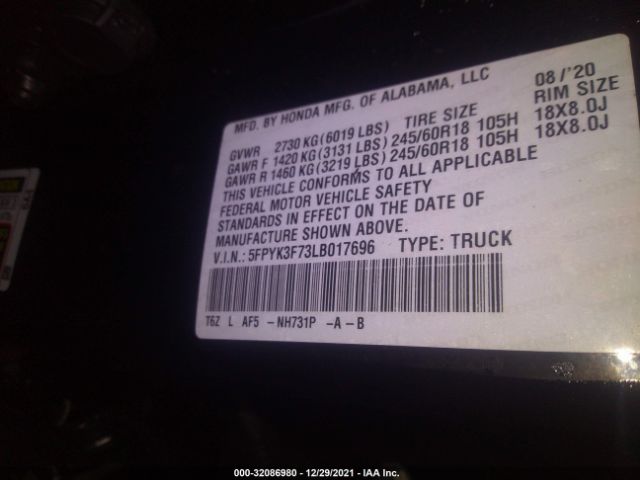 MFD. BY HONDA MFG. OF ALABAMA, LLC 08/'20
GVWR 2730 KG(6019 LBS) TIRE SIZE RIM SIZE
GAWR F 1420 KG(3131 LBS) 245/60R18 105H 18X8.0J
GAWR R 1460 KG(3219 LBS) 245/60R18 105H 18X8.0J
THIS VEHICLE CONFORMS TO ALL APPLICABLE
FEDERAL MOTOR VEHICLE SAFETY
STANDARDS IN EFFECT ON THE DATE OF
MANUFACTURE SHOWN ABOVE.
V.I.N.: 5FPYK3F73LB017696 TYPE: TRUCK
T6Z L AF5 -NH731P -A-B
000-32086980 - 12/29/2021 - IAA Inc.